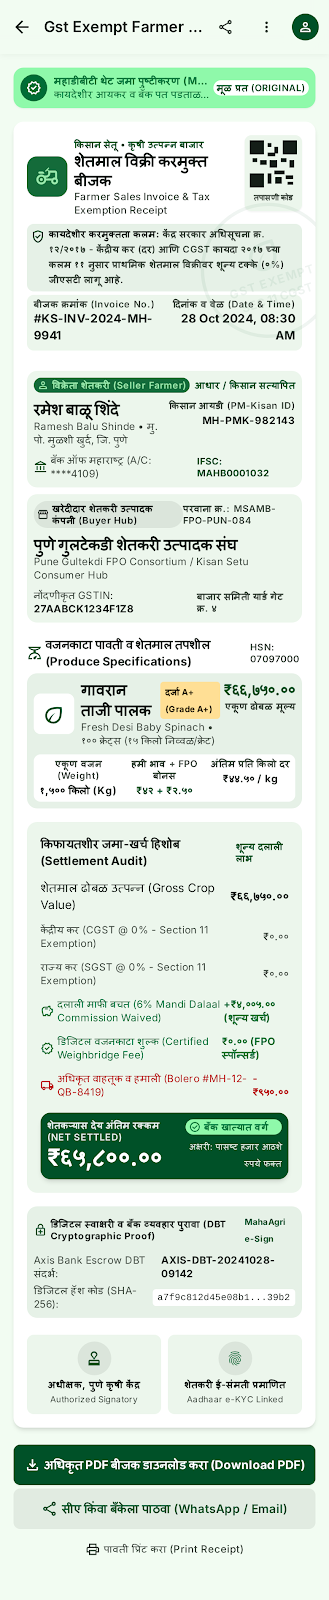 Gst Exempt Farmer ...
महाडीबीटी थेट जमा पुष्टीकरण (M...
कायदेशीर आयकर व बँक पत पडताळ...
मूळ प्रत (ORIGINAL)
किसान सेतू • कृषी उत्पन्न बाजार
शेतमाल विक्री करमुक्त
बीजक
Farmer Sales Invoice & Tax
Exemption Receipt
तपासणी कोड
कायदेशीर करमुक्तता कलम: केंद्र सरकार अधिसूचना क्र.
१२/२०१७ - केंद्रीय कर (दर) आणि CGST कायदा २०१७ च्या
कलम ११ नुसार प्राथमिक शेतमाल विक्रीवर शून्य टक्के (०%)
जीएसटी लागू आहे.
GST EXEMPT
बीजक क्रमांक (Invoice No.)
#KS-INV-2024-MH-
9941
दिनांक व वेळ (Date & Time)
28 Oct 2024, 08:30
AM
विक्रेता शेतकरी (Seller Farmer)
आधार / किसान सत्यापित
रमेश बाळू शिंदे
Ramesh Balu Shinde • मु.
पो. मुळशी खुर्द, जि. पुणे
किसान आयडी (PM-Kisan ID)
MH-PMK-982143
बँक ऑफ महाराष्ट्र (A/C:
****4109)
IFSC:
MAHB0001032
खरेदीदार शेतकरी उत्पादक
कंपनी (Buyer Hub)
परवाना क्र.: MSAMB-
FPO-PUN-084
पुणे गुलटेकडी शेतकरी उत्पादक संघ
Pune Gultekdi FPO Consortium / Kisan Setu
Consumer Hub
नोंदणीकृत GSTIN:
27AABCK1234F1Z8
बाजार समिती यार्ड गेट
क्र. ४
वजनकाटा पावती व शेतमाल तपशील
(Produce Specifications)
HSN:
07097000
गावरान
ताजी पालक
दर्जा A+
(Grade A+)
₹६६,७५०.००
एकूण ढोबळ मूल्य
Fresh Desi Baby Spinach •
१०० क्रेट्स (१५ किलो निव्वळ/क्रेट)
एकूण वजन
(Weight)
१,५०० किलो (Kg)
हमी भाव + FPO
बोनस
₹४२ + ₹२.५०
अंतिम प्रति किलो दर
₹४४.५० / kg
किफायतशीर जमा-खर्च हिशोब
(Settlement Audit)
शून्य दलाली
लाभ
शेतमाल ढोबळ उत्पन्न (Gross Crop
Value)
₹६६,७५०.००
केंद्रीय कर (CGST @ 0% - Section 11
Exemption)
₹०.००
राज्य कर (SGST @ 0% - Section 11
Exemption)
₹०.००
दलाली माफी बचत (6% Mandi Dalaal
Commission Waived)
+₹४,००५.००
(शून्य खर्च)
डिजिटल वजनकाटा शुल्क (Certified
Weighbridge Fee)
₹०.०० (FPO
स्पॉन्सर्ड)
अधिकृत वाहतूक व हमाली (Bolero #MH-12-
QB-8419)
-
₹९५०.००
शेतकऱ्यास देय अंतिम रक्कम
(NET SETTLED)
₹६५,८००.००
बँक खात्यात वर्ग
अक्षरी: पासष्ट हजार आठशे
रुपये फक्त
डिजिटल स्वाक्षरी व बँक व्यवहार पुरावा (DBT
Cryptographic Proof)
MahaAgri
e-Sign
Axis Bank Escrow DBT
संदर्भ:
AXIS-DBT-20241028-
09142
डिजिटल हॅश कोड (SHA-
256):
a7f9c812d45e08b1...39b2
अधीक्षक, पुणे कृषी केंद्र
Authorized Signatory
शेतकरी ई-संमती प्रमाणित
Aadhaar e-KYC Linked
अधिकृत PDF बीजक डाउनलोड करा (Download PDF)
सीए किंवा बँकेला पाठवा (WhatsApp / Email)
पावती प्रिंट करा (Print Receipt)